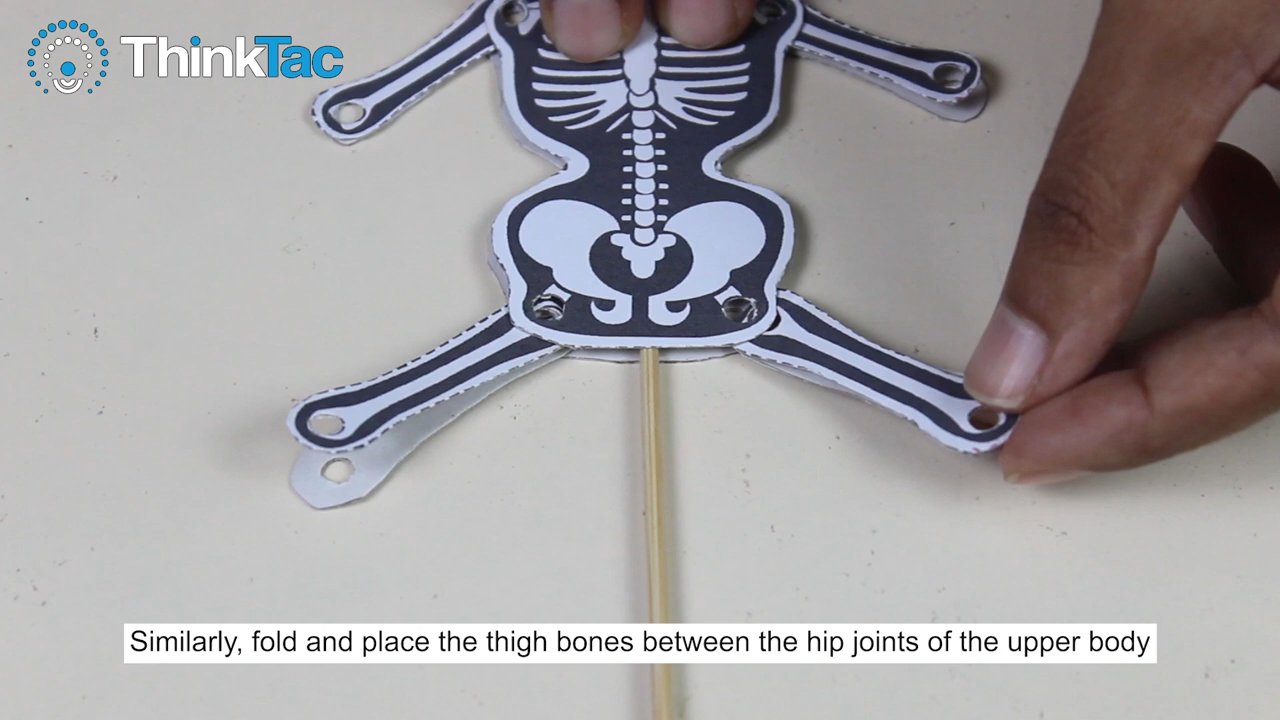 ThinkTac
Similarly, fold and place the thigh bones between the hip joints of the upper body